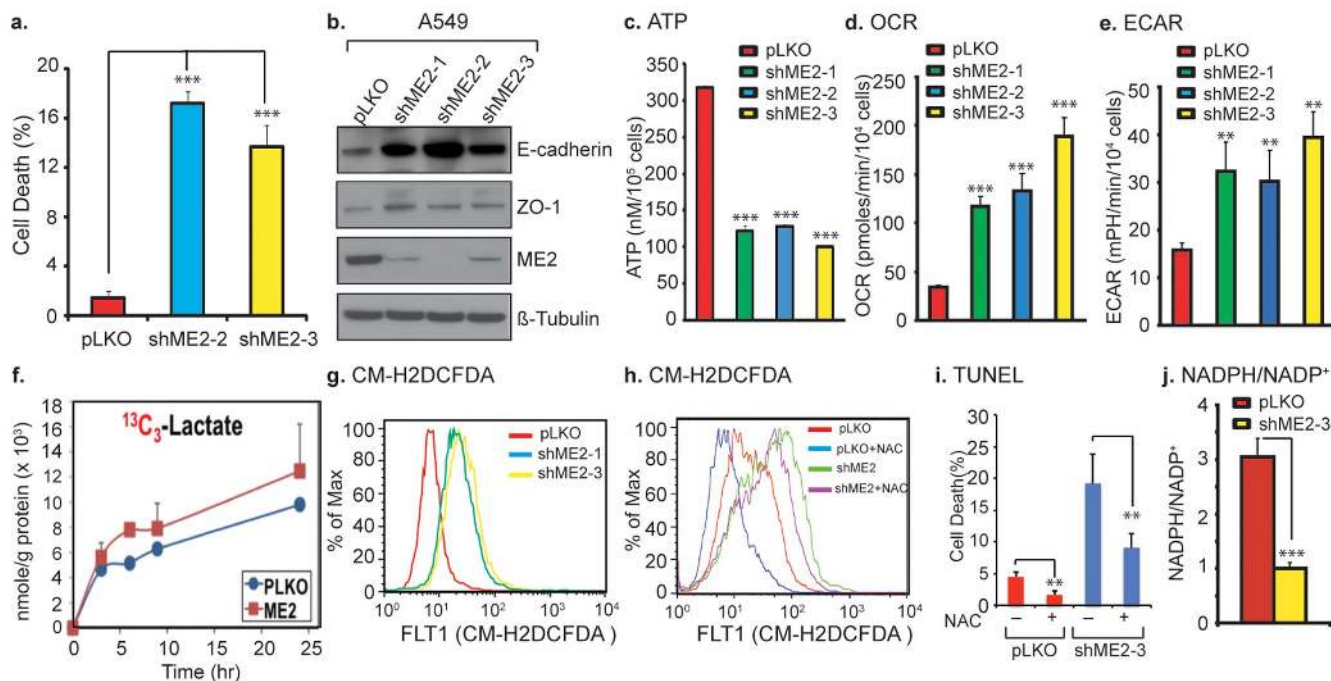 a.
Cell Death (%)
20
16
12
8
4
0
***
***
pLKO
shME2-2
shME2-3
b.
A549
pLKO
shME2-1
shME2-2
shME2-3
E-cadherin
ZO-1
ME2
ß-Tubulin
c. ATP
pLKO
shME2-1
shME2-2
shME2-3
ATP (nM/10⁵ cells)
350
300
250
200
150
100
50
0
***
***
***
d. OCR
pLKO
shME2-1
shME2-2
shME2-3
OCR (pmoles/min/10⁴ cells)
250
200
150
100
50
0
***
***
***
e. ECAR
pLKO
shME2-1
shME2-2
shME2-3
ECAR (mPH/min/10⁴ cells)
50
40
30
20
10
0
**
**
**
f.
¹³C₃-Lactate
nmole/g protein (x 10³)
18
16
14
12
10
8
6
4
2
0
0
5
10
15
20
25
Time (hr)
PLKO
ME2
g. CM-H2DCFDA
pLKO
shME2-1
shME2-3
% of Max
100
80
60
40
20
0
10⁰
10¹
10²
10³
10⁴
FLT1 (CM-H2DCFDA)
h. CM-H2DCFDA
pLKO
pLKO+NAC
shME2
shME2+NAC
% of Max
100
80
60
40
20
0
10⁰
10¹
10²
10³
10⁴
FLT1 (CM-H2DCFDA)
i. TUNEL
Cell Death(%)
30
25
20
15
10
5
0
**
**
NAC
–
+
–
+
pLKO
shME2-3
j. NADPH/NADP⁺
pLKO
shME2-3
NADPH/NADP⁺
4
3
2
1
0
***